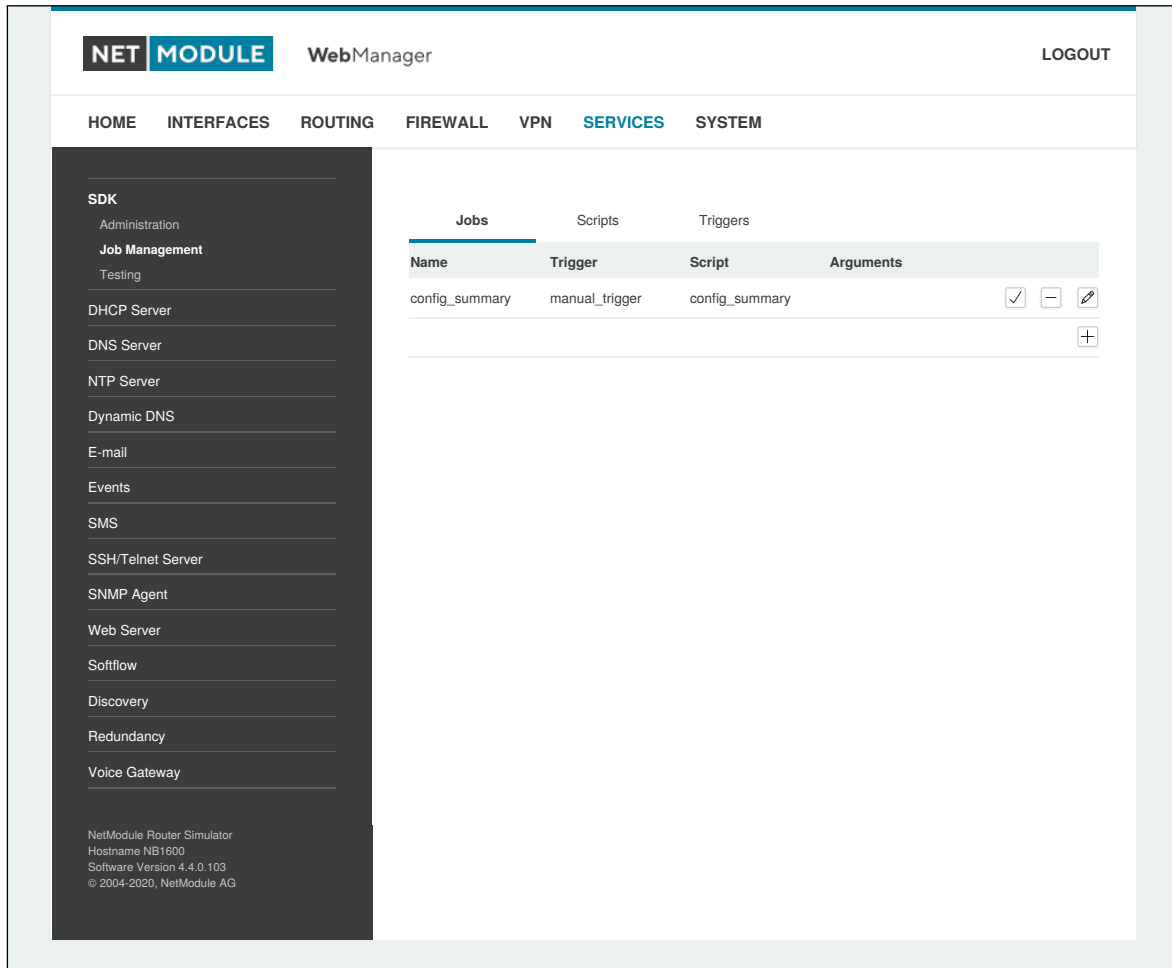 NET MODULE WebManager LOGOUT
HOME INTERFACES ROUTING FIREWALL VPN SERVICES SYSTEM
SDK
Administration
Job Management
Testing
DHCP Server
DNS Server
NTP Server
Dynamic DNS
E-mail
Events
SMS
SSH/Telnet Server
SNMP Agent
Web Server
Softflow
Discovery
Redundancy
Voice Gateway
NetModule Router Simulator
Hostname NB1600
Software Version 4.4.0.103
© 2004-2020, NetModule AG
Jobs Scripts Triggers
Name Trigger Script Arguments
config_summary manual_trigger config_summary